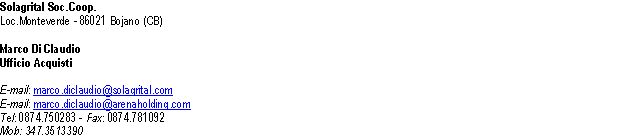 Solagrital Soc.Coop.
Loc.Monteverde - 86021 Bojano (CB)
Marco Di Claudio
Ufficio Acquisti
E-mail: marco.diclaudio@solagrital.com
E-mail: marco.diclaudio@arenaholding.com
Tel: 0874.750283 - Fax: 0874.781092
Mob: 347.3513390